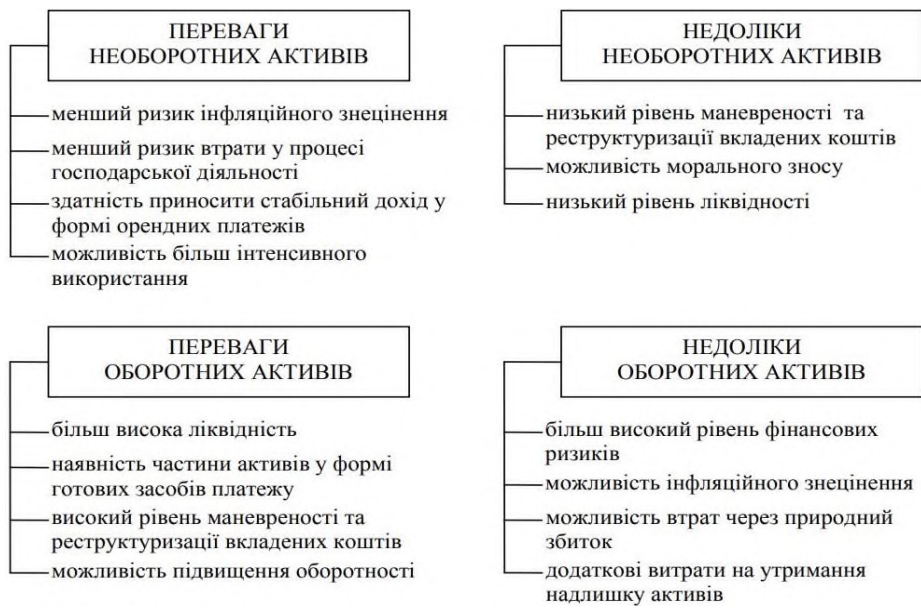 ПЕРЕВАГИ
НЕОБОРОТНИХ АКТИВІВ
менший ризик інфляційного знецінення
менший ризик втрати у процесі
господарської діяльності
здатність приносити стабільний дохід у
формі орендних платежів
можливість більш інтенсивного
використання
НЕДОЛІКИ
НЕОБОРОТНИХ АКТИВІВ
низький рівень маневреності та
реструктуризації вкладених коштів
можливість морального зносу
низький рівень ліквідності
ПЕРЕВАГИ
ОБОРОТНИХ АКТИВІВ
більш висока ліквідність
наявність частини активів у формі
готових засобів платежу
високий рівень маневреності та
реструктуризації вкладених коштів
можливість підвищення оборотності
НЕДОЛІКИ
ОБОРОТНИХ АКТИВІВ
більш високий рівень фінансових
ризиків
можливість інфляційного знецінення
можливість втрат через природний
збиток
додаткові витрати на утримання
надлишку активів